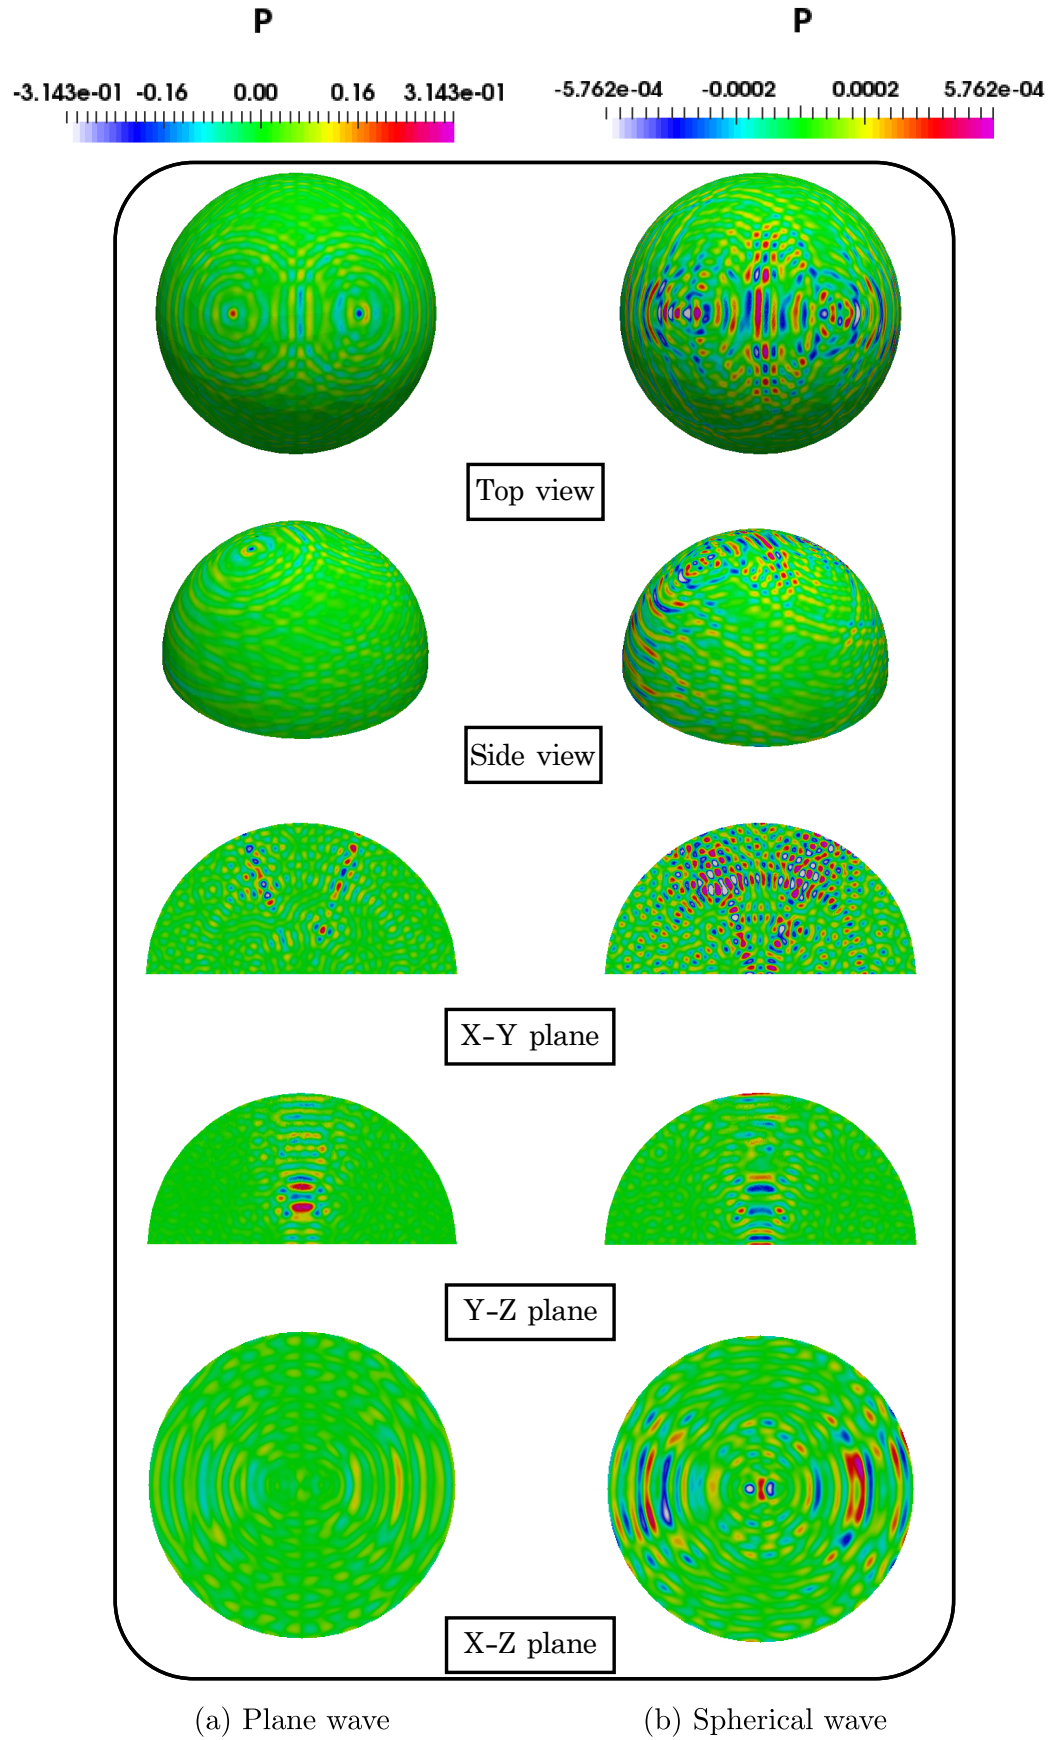 P P
-3.143e-01 -0.16 0.00 0.16 3.143e-01 -5.762e-04 -0.0002 0.0002 5.762e-04
Top view
Side view
X-Y plane
Y-Z plane
X-Z plane
(a) Plane wave (b) Spherical wave